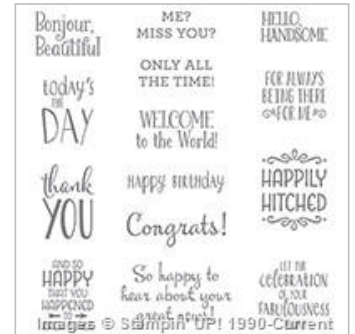 Bonjour,
Beautiful
today's
THE
DAY
thank
YOU
AND SO
HAPPY
THAT YOU
HAPPENED
TO
ME?
MISS YOU?
ONLY ALL
THE TIME!
WELCOME
to the World!
HAPPY BIRTHDAY
Congrats!
So happy to
hear about your
great news!
HELLO,
HANDSOME
FOR ALWAYS
BEING THERE
FOR ME
HAPPILY
HITCHED
LET THE
CELEBRATION
OF YOUR
FABULOUSNESS
Images © Stampin' UP! 1990-Current